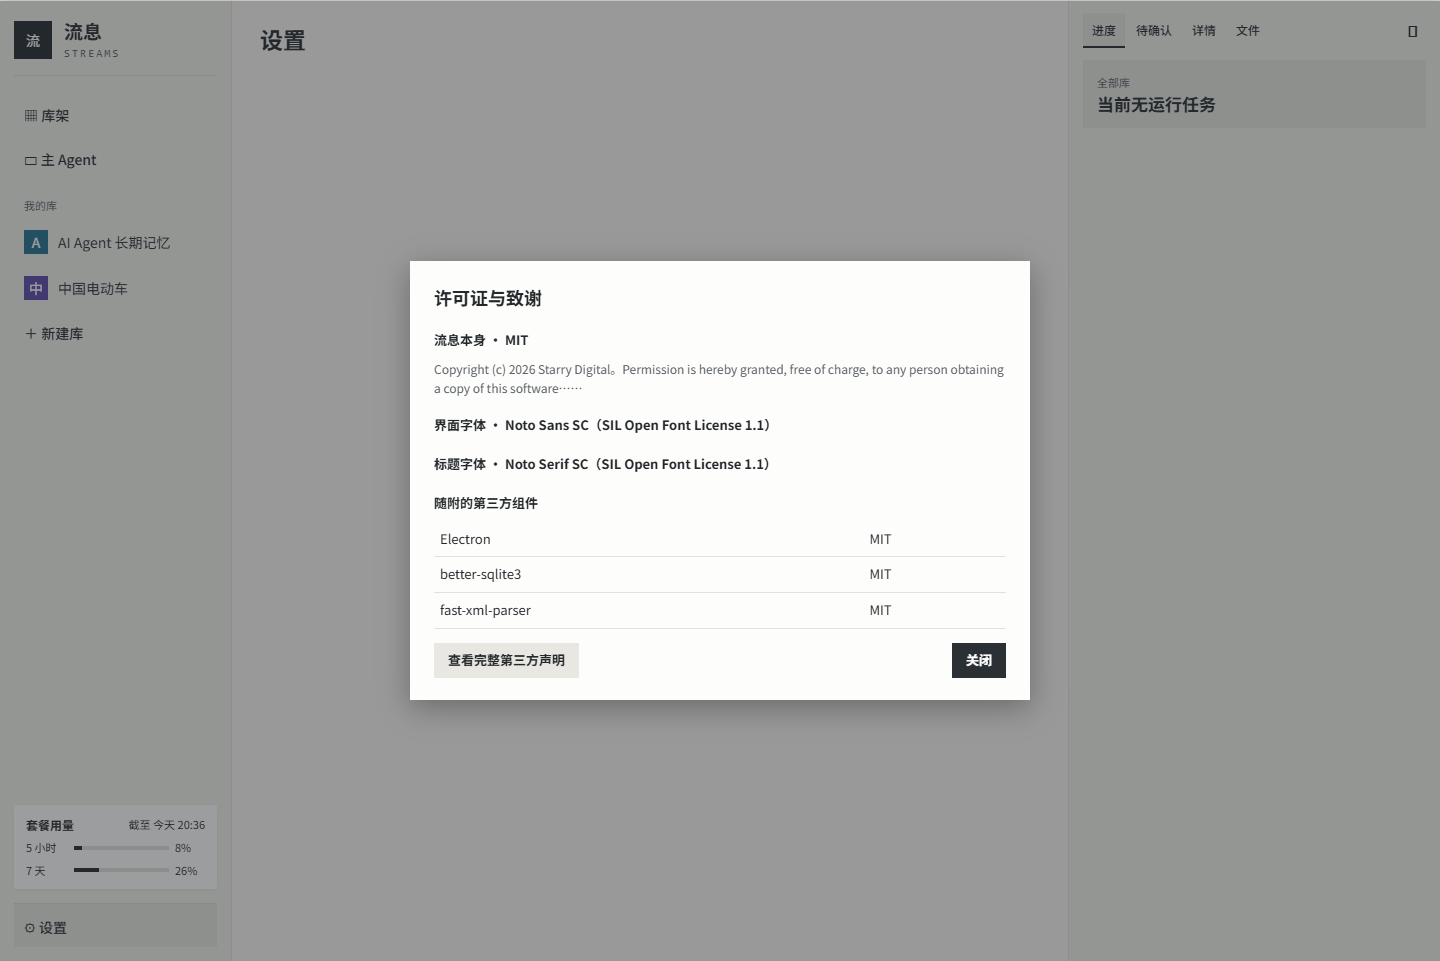 流
流息
STREAMS
库架
主 Agent
我的库
A
AI Agent 长期记忆
中
中国电动车
+ 新建库
套餐用量
截至 今天 20:36
5 小时
8%
7 天
26%
设置
设置
许可证与致谢
流息本身 · MIT
Copyright (c) 2026 Starry Digital。Permission is hereby granted, free of charge, to any person obtaining
a copy of this software……
界面字体 · Noto Sans SC（SIL Open Font License 1.1）
标题字体 · Noto Serif SC（SIL Open Font License 1.1）
随附的第三方组件
Electron
MIT
better-sqlite3
MIT
fast-xml-parser
MIT
查看完整第三方声明
关闭
进度
待确认
详情
文件
全部库
当前无运行任务